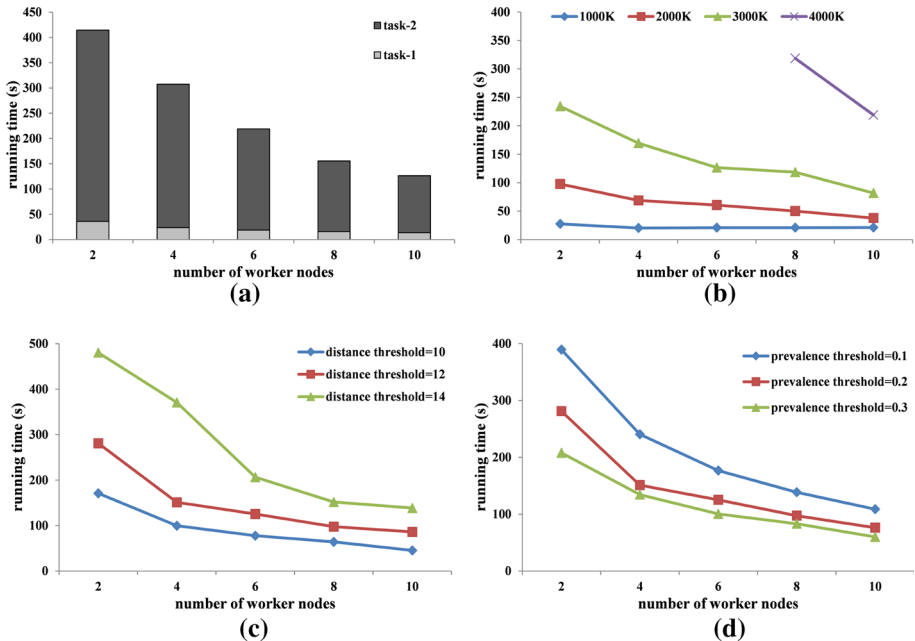 450
400
350
300
250
200
150
100
50
0
running time (s)
task-2
task-1
2 4 6 8 10
number of worker nodes
(a)
1000K 2000K 3000K 4000K
400
350
300
250
200
150
100
50
0
running time (s)
2 4 6 8 10
number of worker nodes
(b)
500
400
300
200
100
0
running time (s)
distance threshold=10
distance threshold=12
distance threshold=14
2 4 6 8 10
number of worker nodes
(c)
400
300
200
100
0
running time (s)
prevalence threshold=0.1
prevalence threshold=0.2
prevalence threshold=0.3
2 4 6 8 10
number of worker nodes
(d)